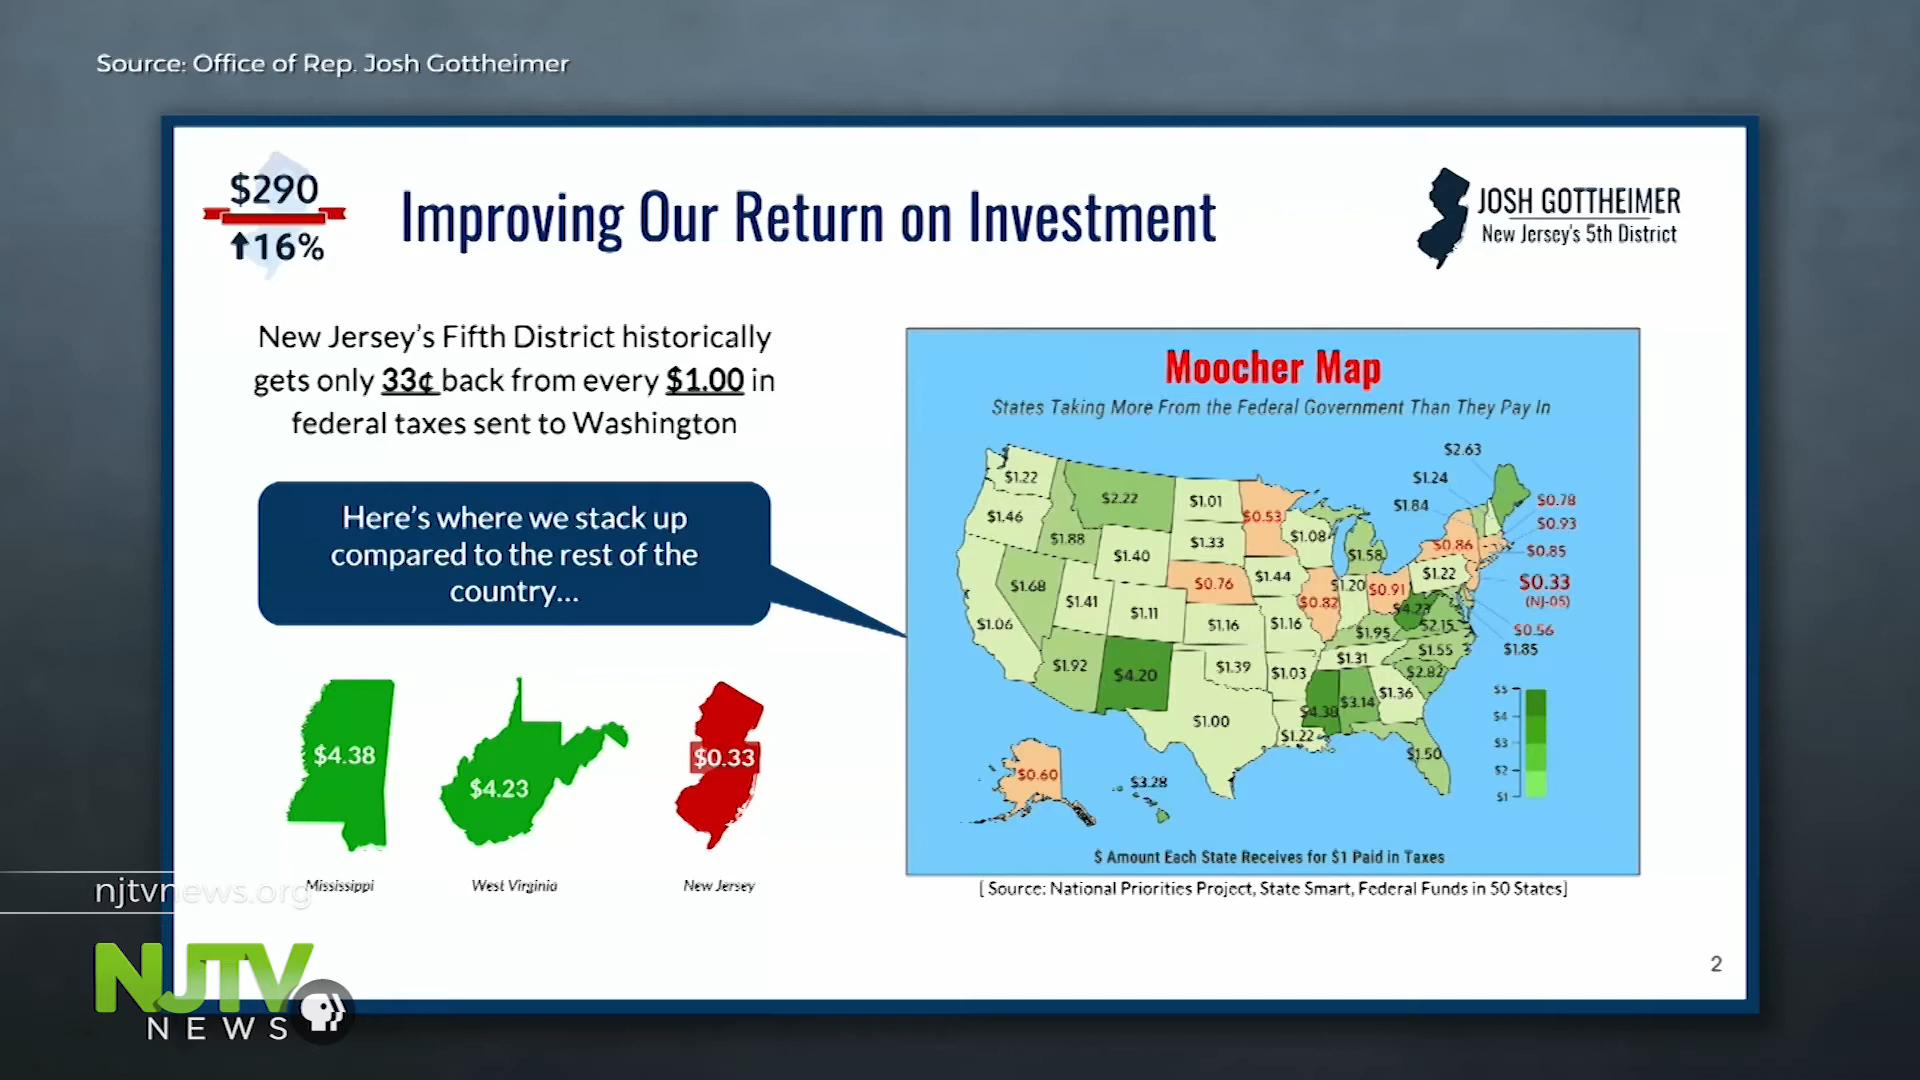 Source: Office of Rep. Josh Gottheimer
$290
16%
Improving Our Return on Investment
JOSH GOTTHEIMER
New Jersey's 5th District
New Jersey's Fifth District historically
gets only 33¢ back from every $1.00 in
federal taxes sent to Washington
Here's where we stack up
compared to the rest of the
country...
$4.38
$4.23
$0.33
Mississippi
West Virginia
New Jersey
Moocher Map
States Taking More From the Federal Government Than They Pay In
$2.63
$1.24
$1.84
$0.78
$0.93
$0.85
$0.33
(NJ-05)
$0.56
$1.85
$1.22
$2.22
$1.01
$0.53
$1.46
$1.88
$1.33
$1.08
$1.58
$0.86
$1.40
$0.76
$1.44
$1.20
$0.91
$1.22
$1.68
$1.41
$1.11
$0.82
$4.23
$1.06
$1.16
$1.16
$1.95
$2.15
$1.92
$4.20
$1.39
$1.03
$1.31
$1.55
$2.82
$1.00
$1.22
$4.38
$3.14
$1.36
$1.50
$0.60
$3.28
$5
$4
$3
$2
$1
$ Amount Each State Receives for $1 Paid in Taxes
[ Source: National Priorities Project, State Smart, Federal Funds in 50 States]
2
njtvnews.org
NJTV
NEWS